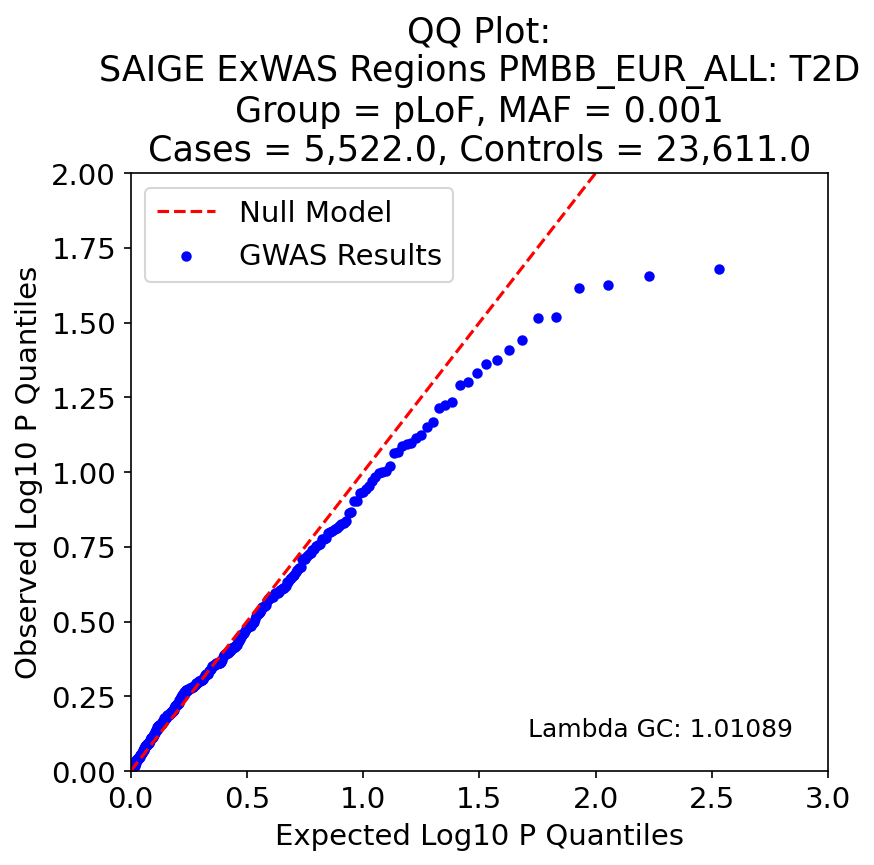 QQ Plot:
SAIGE ExWAS Regions PMBB_EUR_ALL: T2D
Group = pLoF, MAF = 0.001
Cases = 5,522.0, Controls = 23,611.0
Null Model
GWAS Results
Observed Log10 P Quantiles
2.00
1.75
1.50
1.25
1.00
0.75
0.50
0.25
0.00
Lambda GC: 1.01089
0.0 0.5 1.0 1.5 2.0 2.5 3.0
Expected Log10 P Quantiles